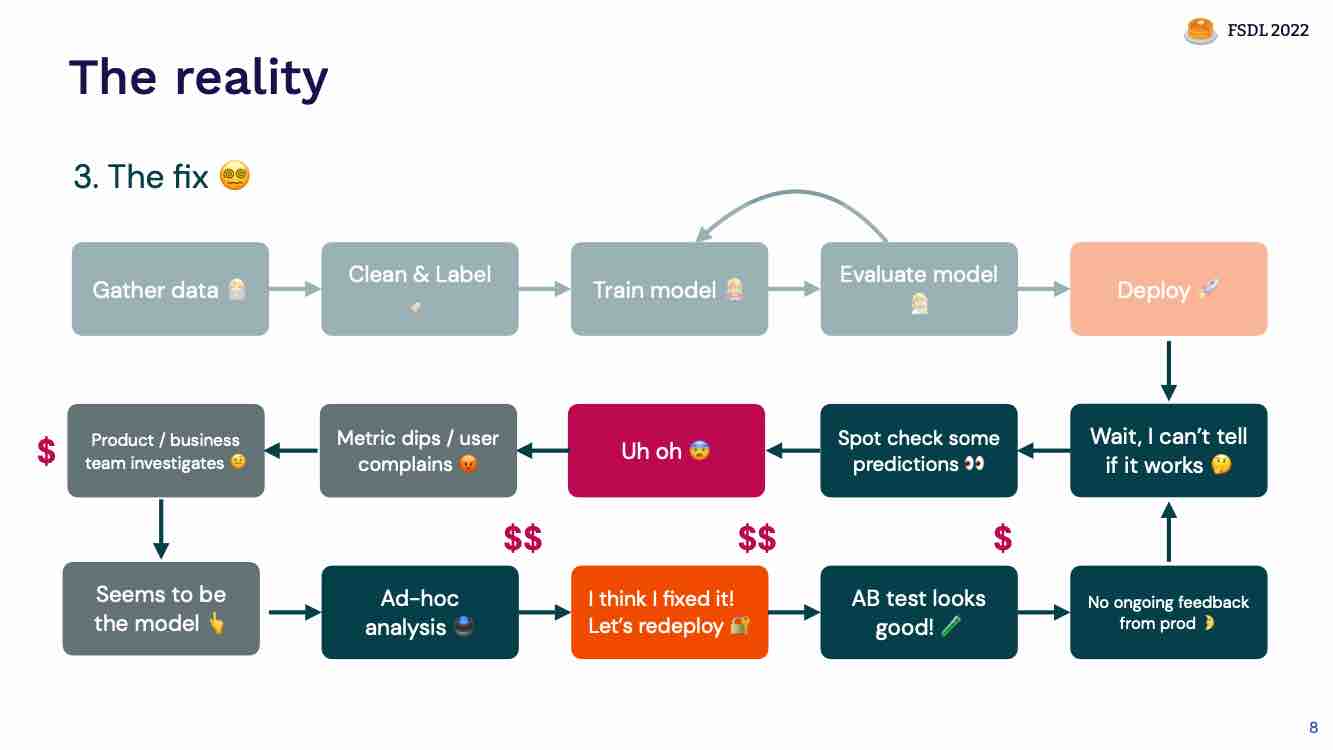 FSDL 2022
The reality
3. The fix 😵‍💫
Gather data
Clean & Label
Train model
Evaluate model
Deploy 🚀
Product / business
team investigates
Metric dips / user
complains 😡
Uh oh 😨
Spot check some
predictions 👀
Wait, I can't tell
if it works 🤔
$
$$
$$
$
Seems to be
the model 👆
Ad-hoc
analysis
I think I fixed it!
Let's redeploy 🔐
AB test looks
good! 🧪
No ongoing feedback
from prod
8